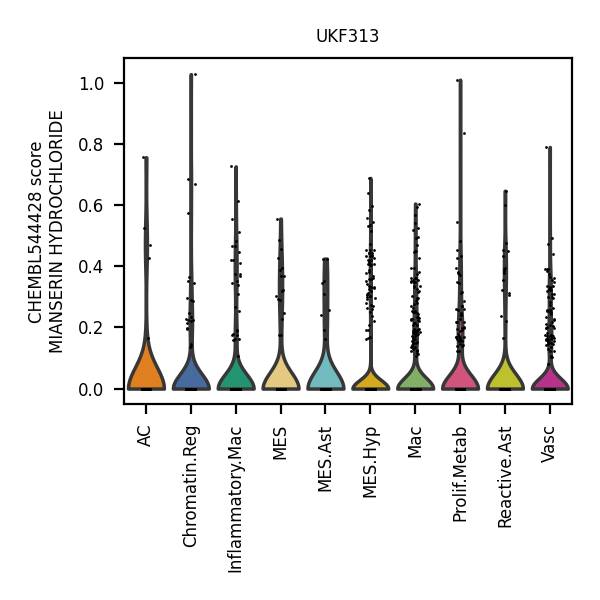 UKF313
CHEMBL544428 score
MIANSERIN HYDROCHLORIDE
1.0
0.8
0.6
0.4
0.2
0.0
AC
Chromatin.Reg
Inflammatory.Mac
MES
MES.Ast
MES.Hyp
Mac
Prolif.Metab
Reactive.Ast
Vasc